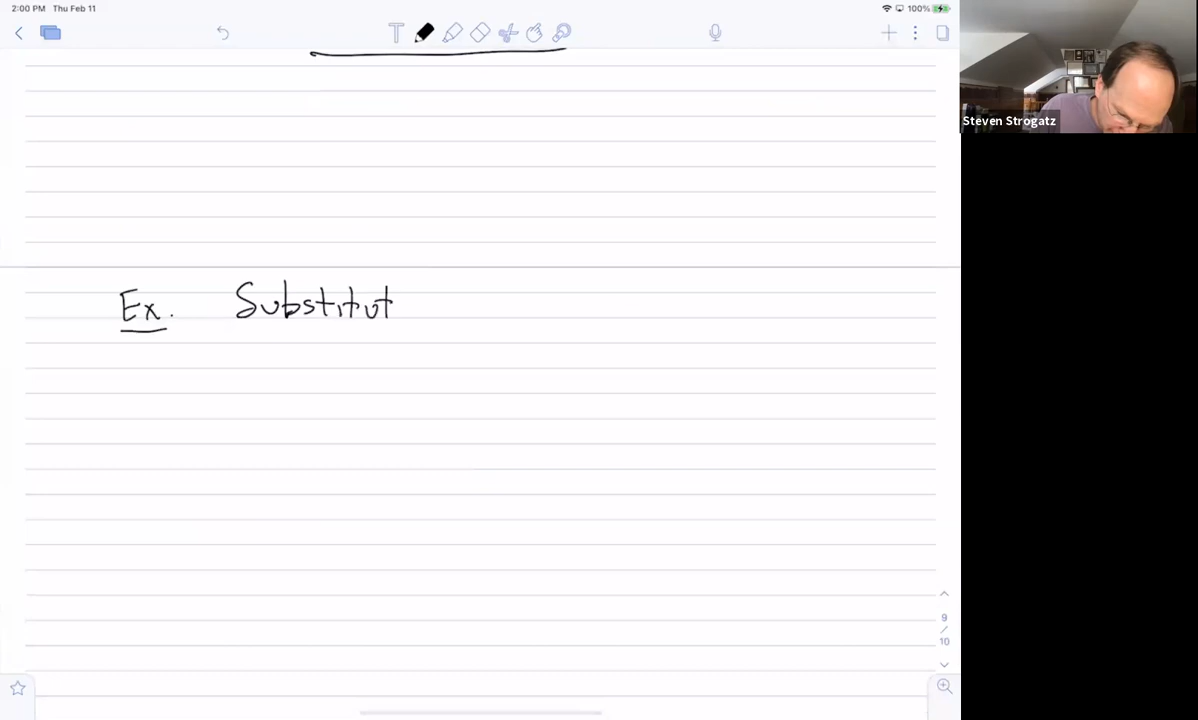 2:00 PM Thu Feb 11
100%
T
Steven Strogatz
Ex. Substitut
9
/
10